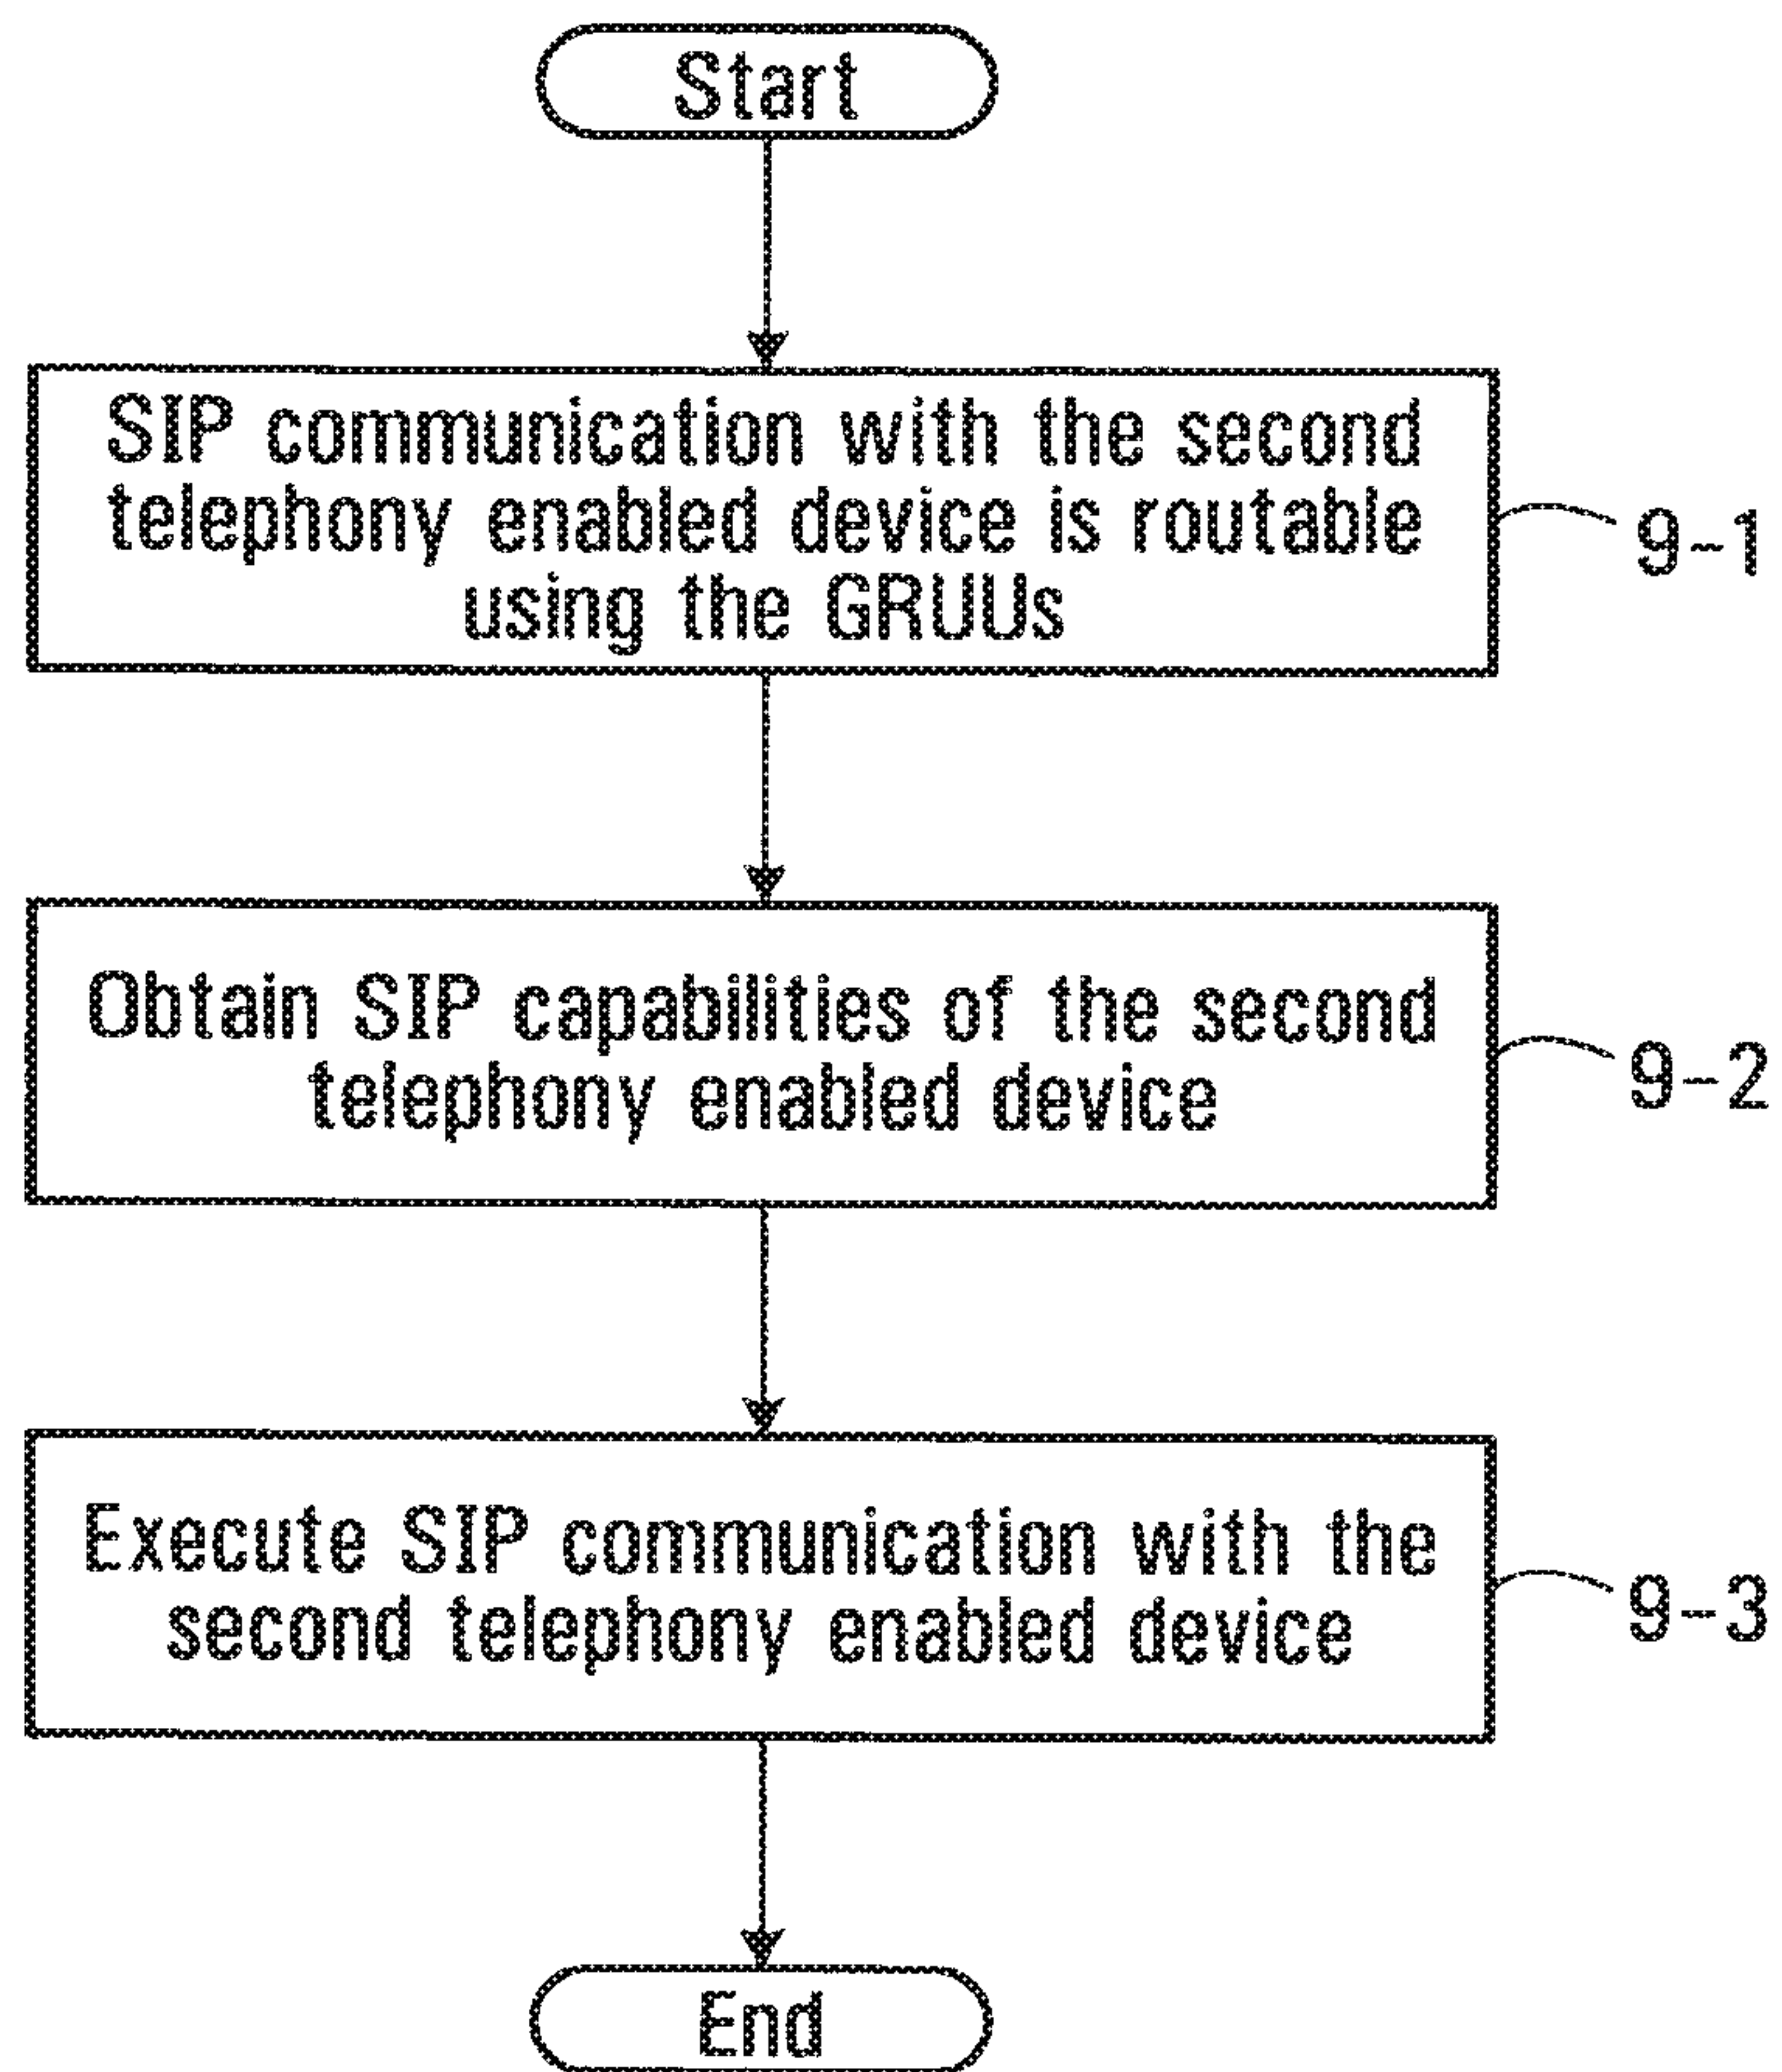 Start
SIP communication with the second
telephony enabled device is routable
using the GRUUs
9-1
Obtain SIP capabilities of the second
telephony enabled device
9-2
Execute SIP communication with the
second telephony enabled device
9-3
End